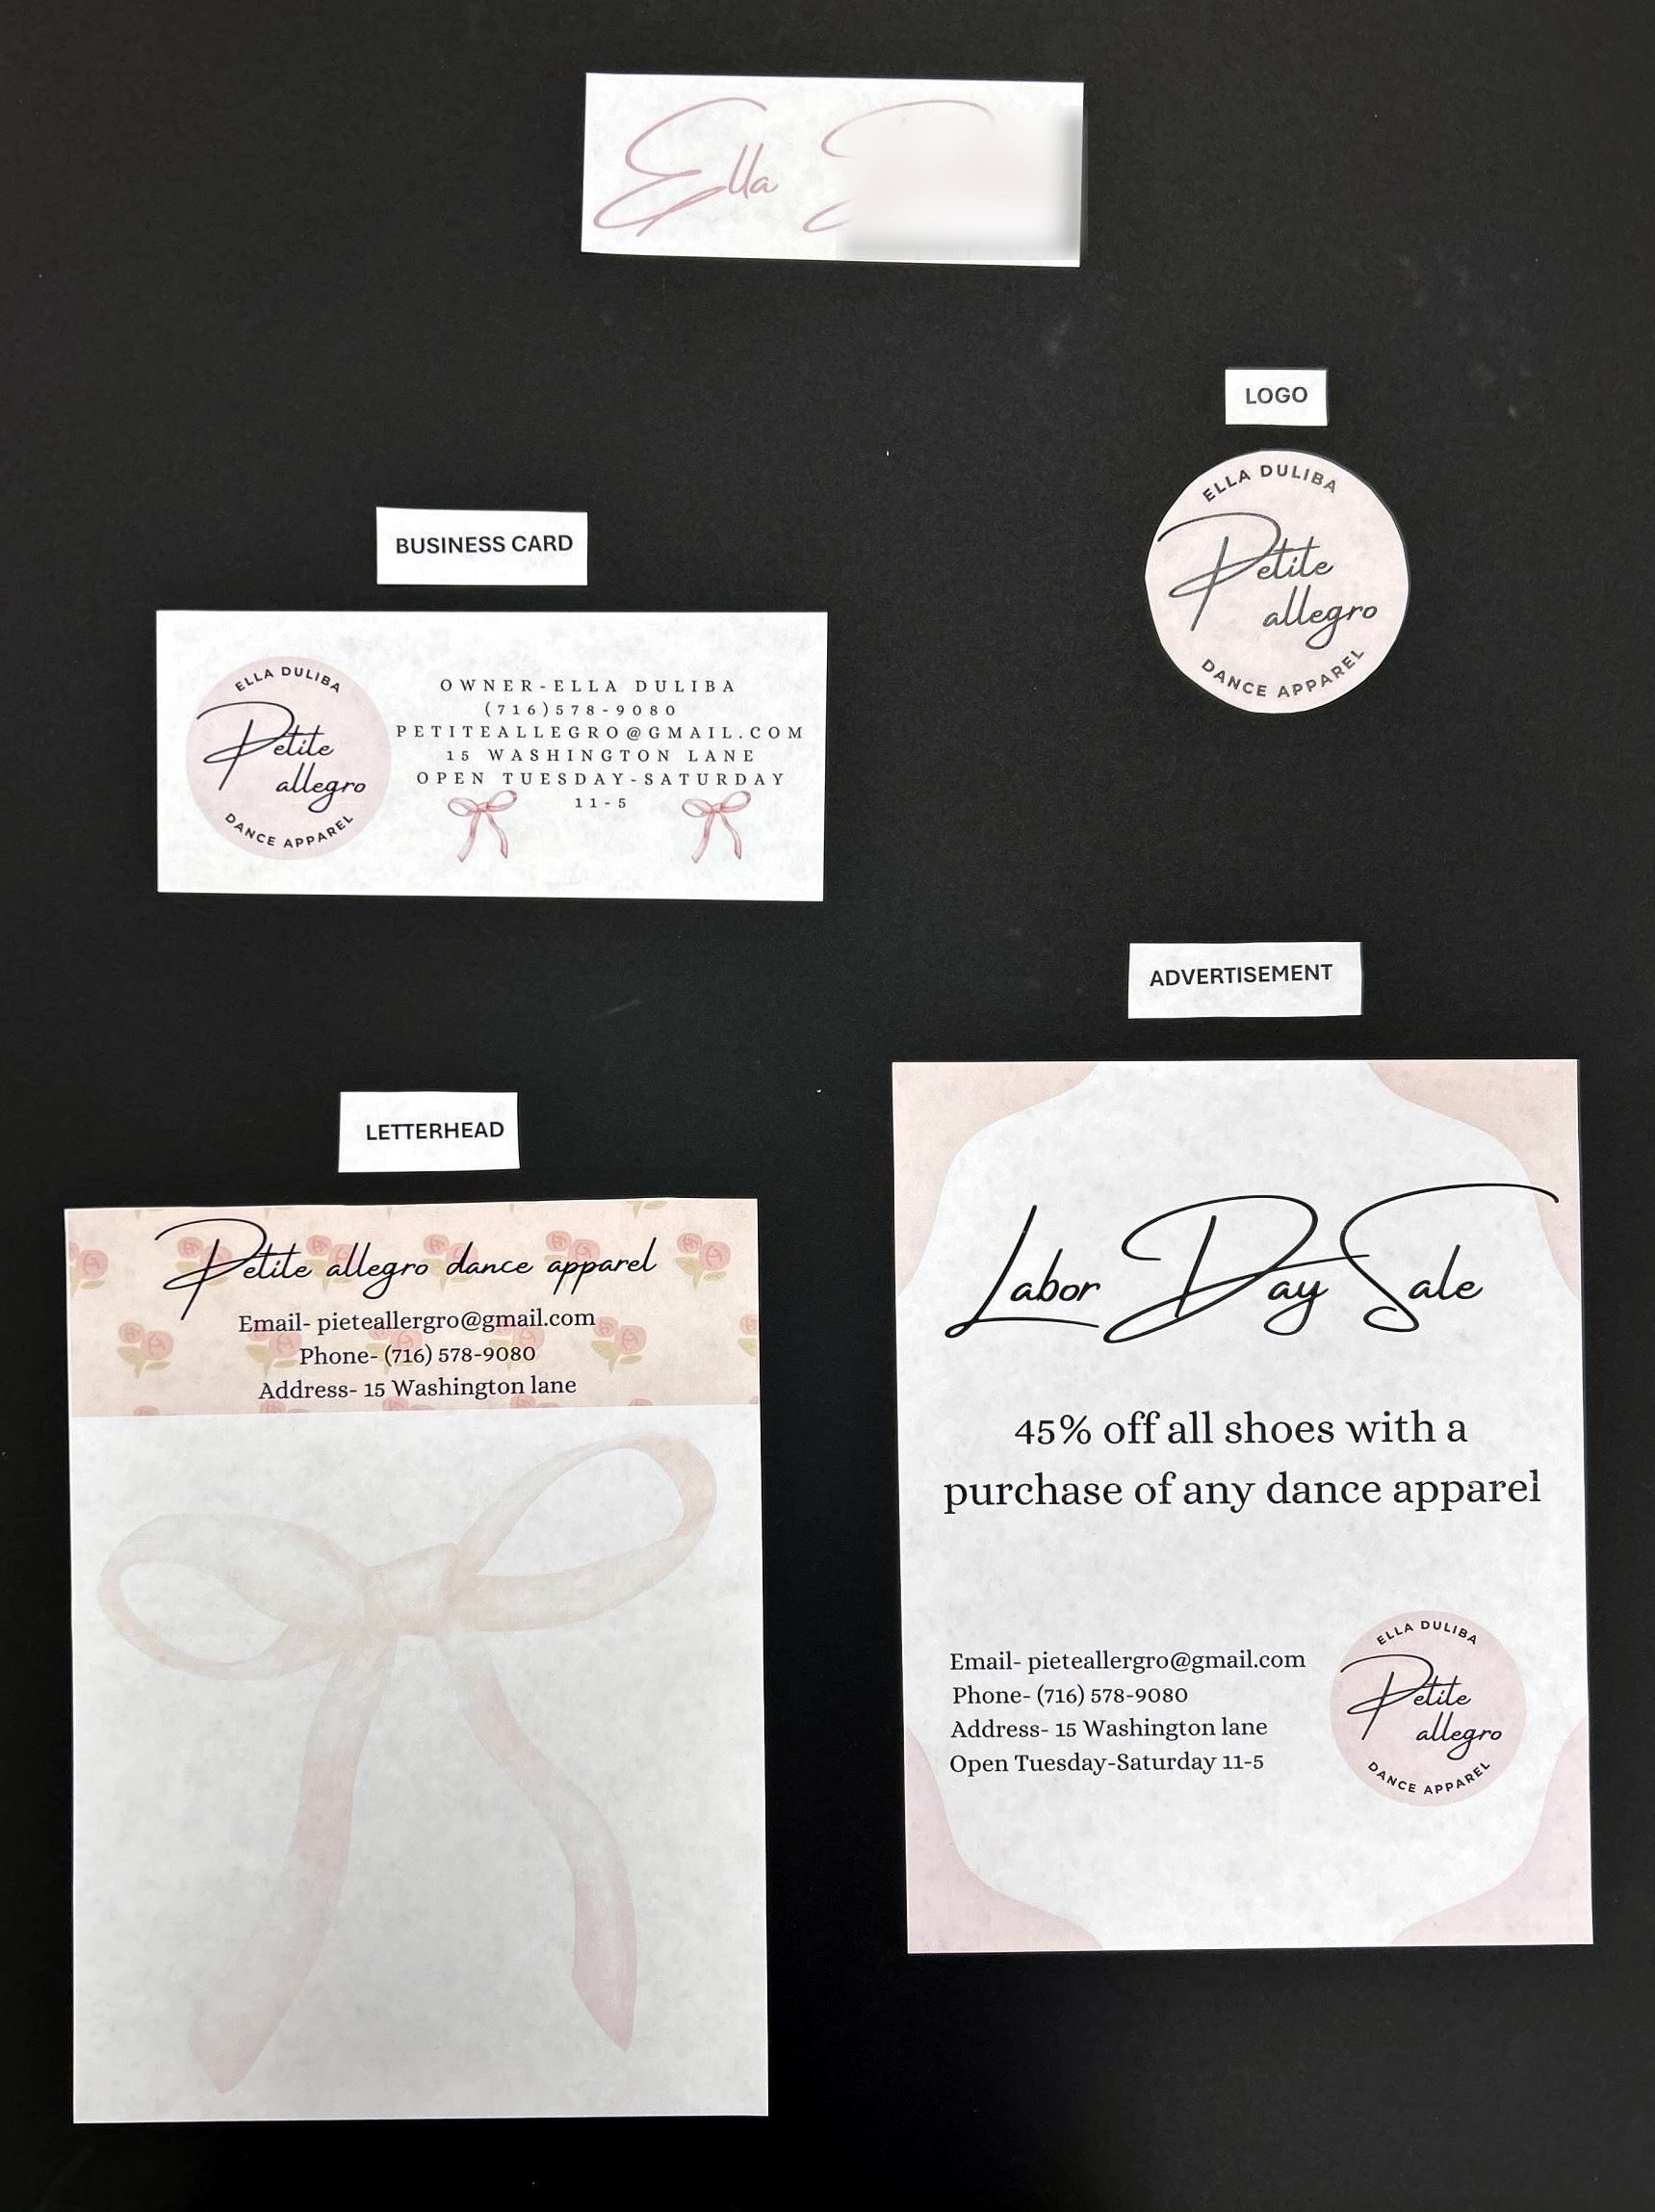 Ella
LOGO
ELLA DULIBA
Petite
allegro
DANCE APPAREL
BUSINESS CARD
ELLA DULIBA
Petite
allegro
DANCE APPAREL
OWNER-ELLA DULIBA
(716)578-9080
PETITEALLEGRO@GMAIL.COM
15 WASHINGTON LANE
OPEN TUESDAY-SATURDAY
11-5
ADVERTISEMENT
Labor Day Sale
45% off all shoes with a
purchase of any dance apparel
Email- pieteallergro@gmail.com
Phone- (716) 578-9080
Address- 15 Washington lane
Open Tuesday-Saturday 11-5
ELLA DULIBA
Petite
allegro
DANCE APPAREL
LETTERHEAD
Petite allegro dance apparel
Email- pieteallergro@gmail.com
Phone- (716) 578-9080
Address- 15 Washington lane